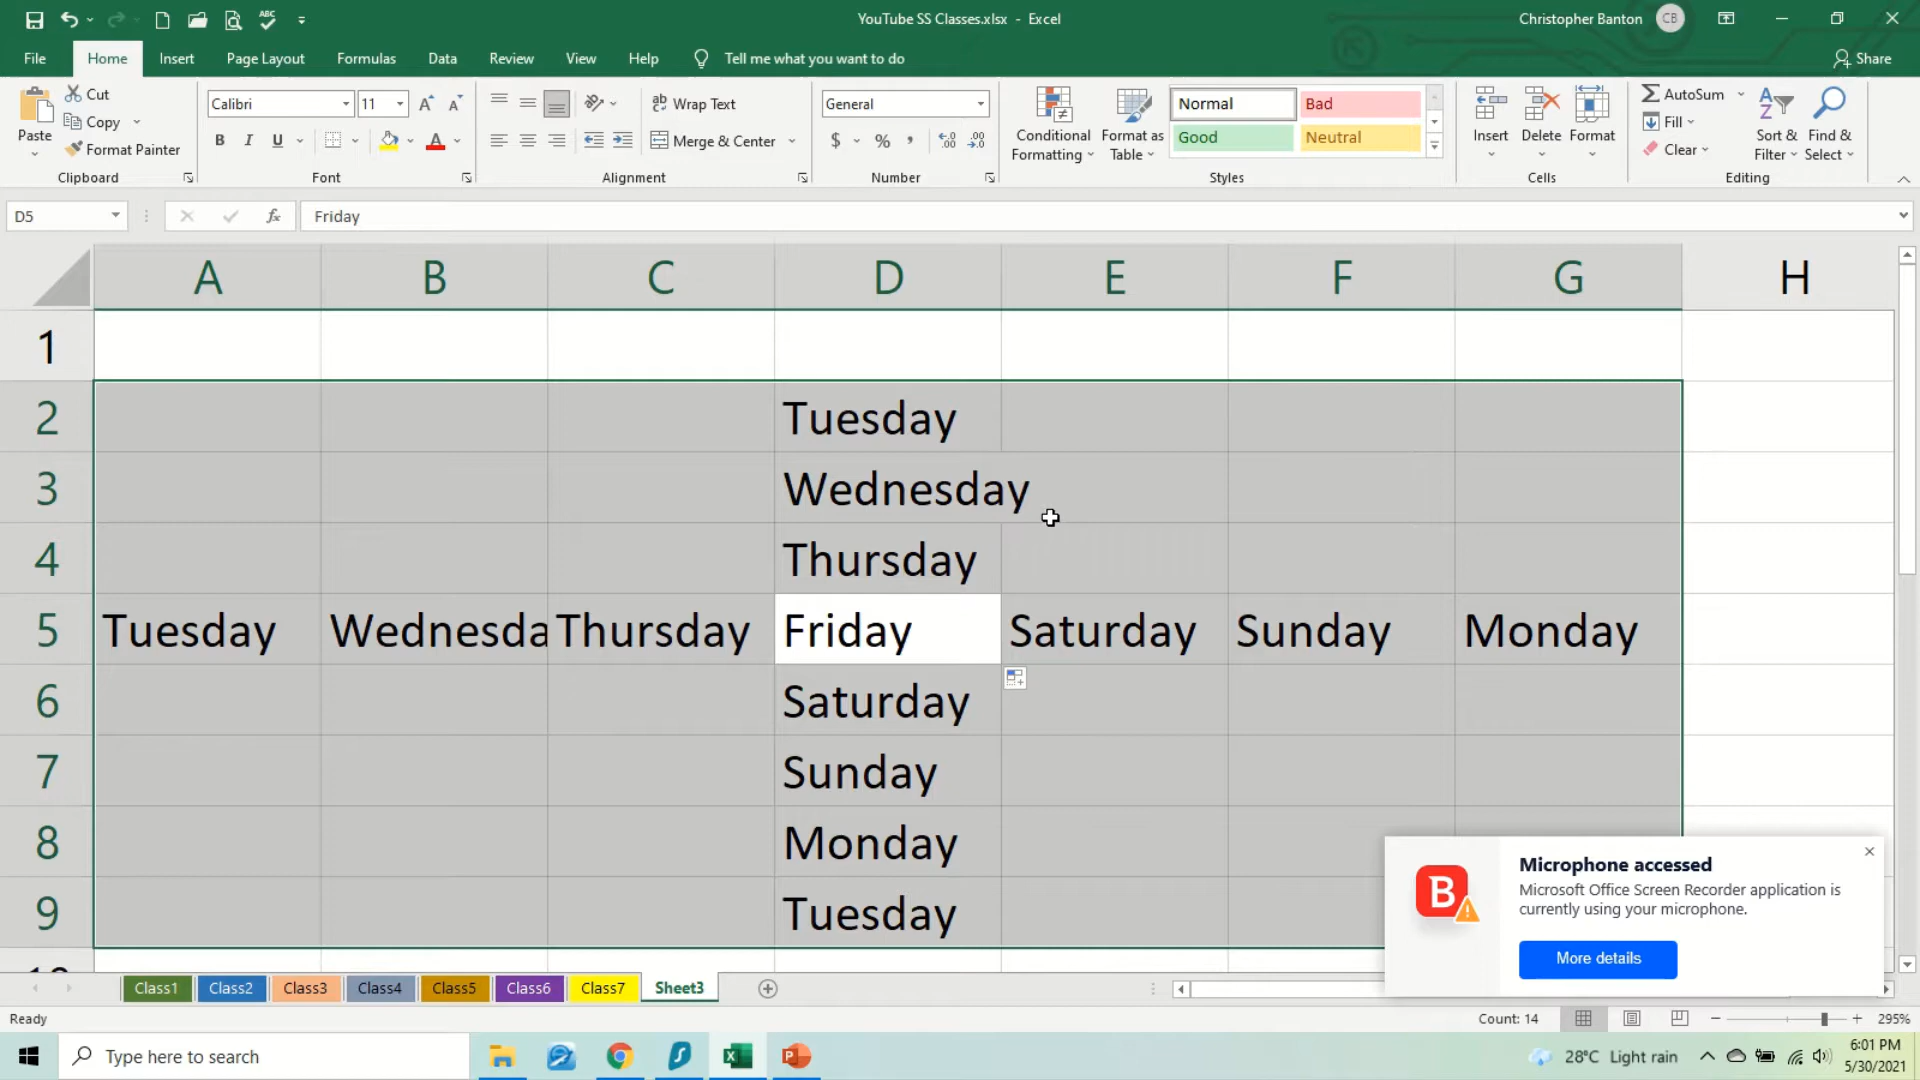 ABC
YouTube SS Classes.xlsx - Excel
Christopher Banton
CB
File
Home
Insert
Page Layout
Formulas
Data
Review
View
Help
Tell me what you want to do
Share
Paste
Cut
Copy
Format Painter
Clipboard
Calibri
11
B I U
Font
ab Wrap Text
Merge & Center
Alignment
General
$ % ,
Number
Conditional
Formatting
Format as
Table
Normal
Bad
Good
Neutral
Styles
Insert
Delete
Format
Cells
AutoSum
Fill
Clear
Sort &
Filter
Find &
Select
Editing
D5
fx
Friday
A B C D E F G H
1
2 Tuesday
3 Wednesday
4 Thursday
5 Tuesday Wednesda Thursday Friday Saturday Sunday Monday
6 Saturday
7 Sunday
8 Monday
9 Tuesday
Microphone accessed
Microsoft Office Screen Recorder application is
currently using your microphone.
More details
Class1
Class2
Class3
Class4
Class5
Class6
Class7
Sheet3
Ready
Count: 14
295%
Type here to search
28°C Light rain
6:01 PM
5/30/2021